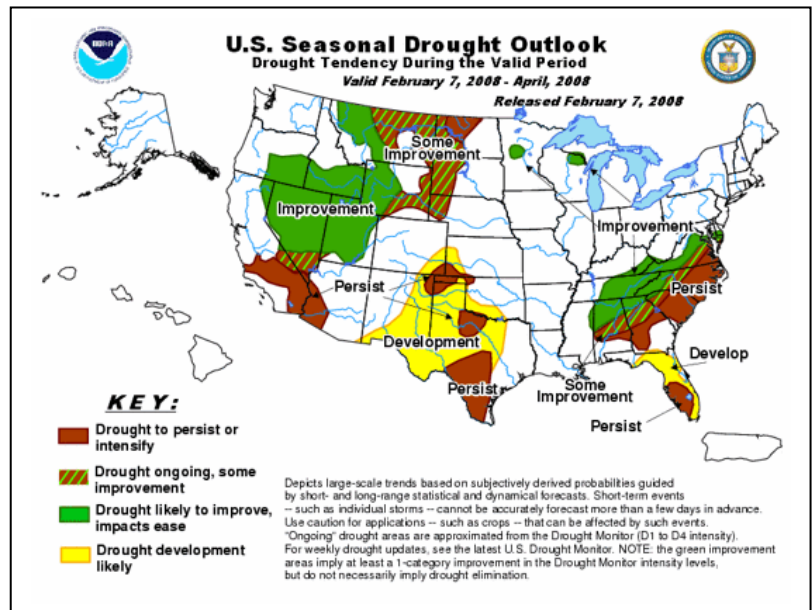 U.S. Seasonal Drought Outlook
Drought Tendency During the Valid Period
Valid February 7, 2008 - April, 2008
Released February 7, 2008
Some
Improvement
Improvement
Improvement
Persist
Persist
Development
Persist
Some
Improvement
Develop
Persist
KEY:
Drought to persist or
intensify
Drought ongoing, some
improvement
Drought likely to improve,
impacts ease
Drought development
likely
Depicts large-scale trends based on subjectively derived probabilities guided
by short- and long-range statistical and dynamical forecasts. Short-term events
-- such as individual storms -- cannot be accurately forecast more than a few days in advance.
Use caution for applications -- such as crops -- that can be affected by such events.
"Ongoing" drought areas are approximated from the Drought Monitor (D1 to D4 intensity).
For weekly drought updates, see the latest U.S. Drought Monitor. NOTE: the green improvement
areas imply at least a 1-category improvement in the Drought Monitor intensity levels,
but do not necessarily imply drought elimination.